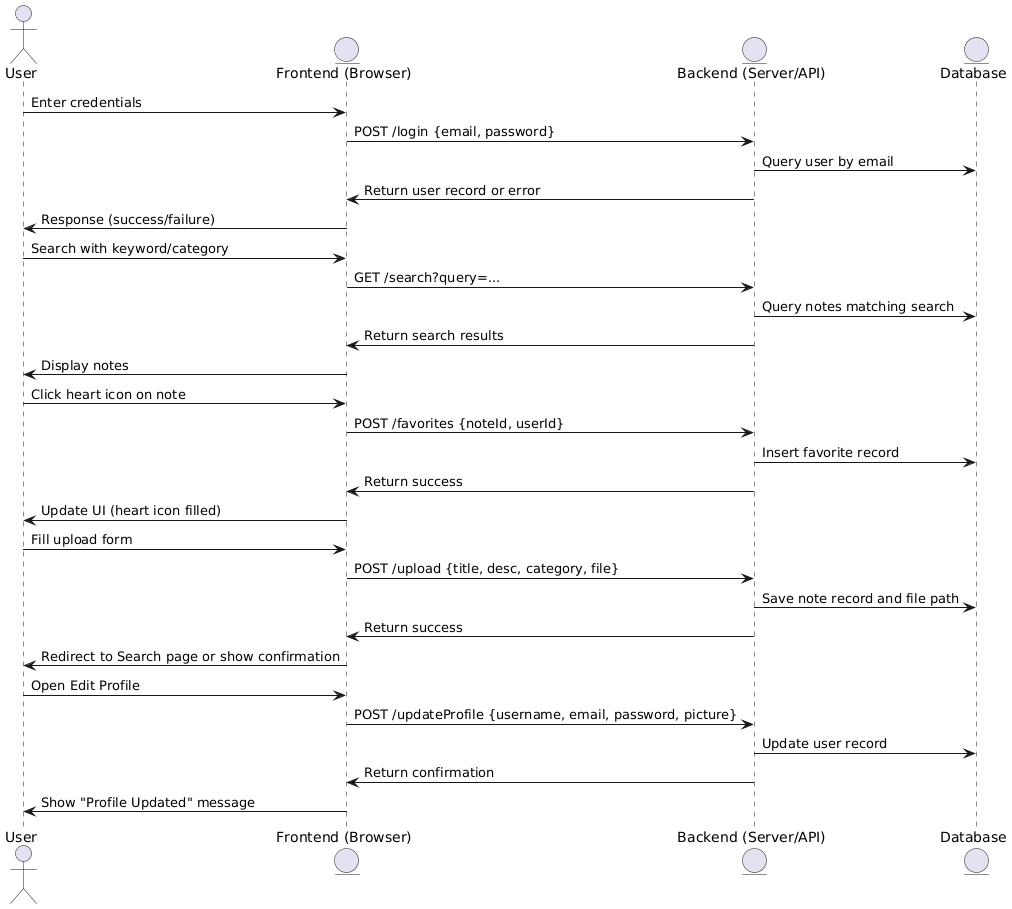 User
Frontend (Browser)
Backend (Server/API)
Database
Enter credentials
POST /login {email, password}
Query user by email
Return user record or error
Response (success/failure)
Search with keyword/category
GET /search?query=...
Query notes matching search
Return search results
Display notes
Click heart icon on note
POST /favorites {noteId, userId}
Insert favorite record
Return success
Update UI (heart icon filled)
Fill upload form
POST /upload {title, desc, category, file}
Save note record and file path
Return success
Redirect to Search page or show confirmation
Open Edit Profile
POST /updateProfile {username, email, password, picture}
Update user record
Return confirmation
Show "Profile Updated" message
User
Frontend (Browser)
Backend (Server/API)
Database